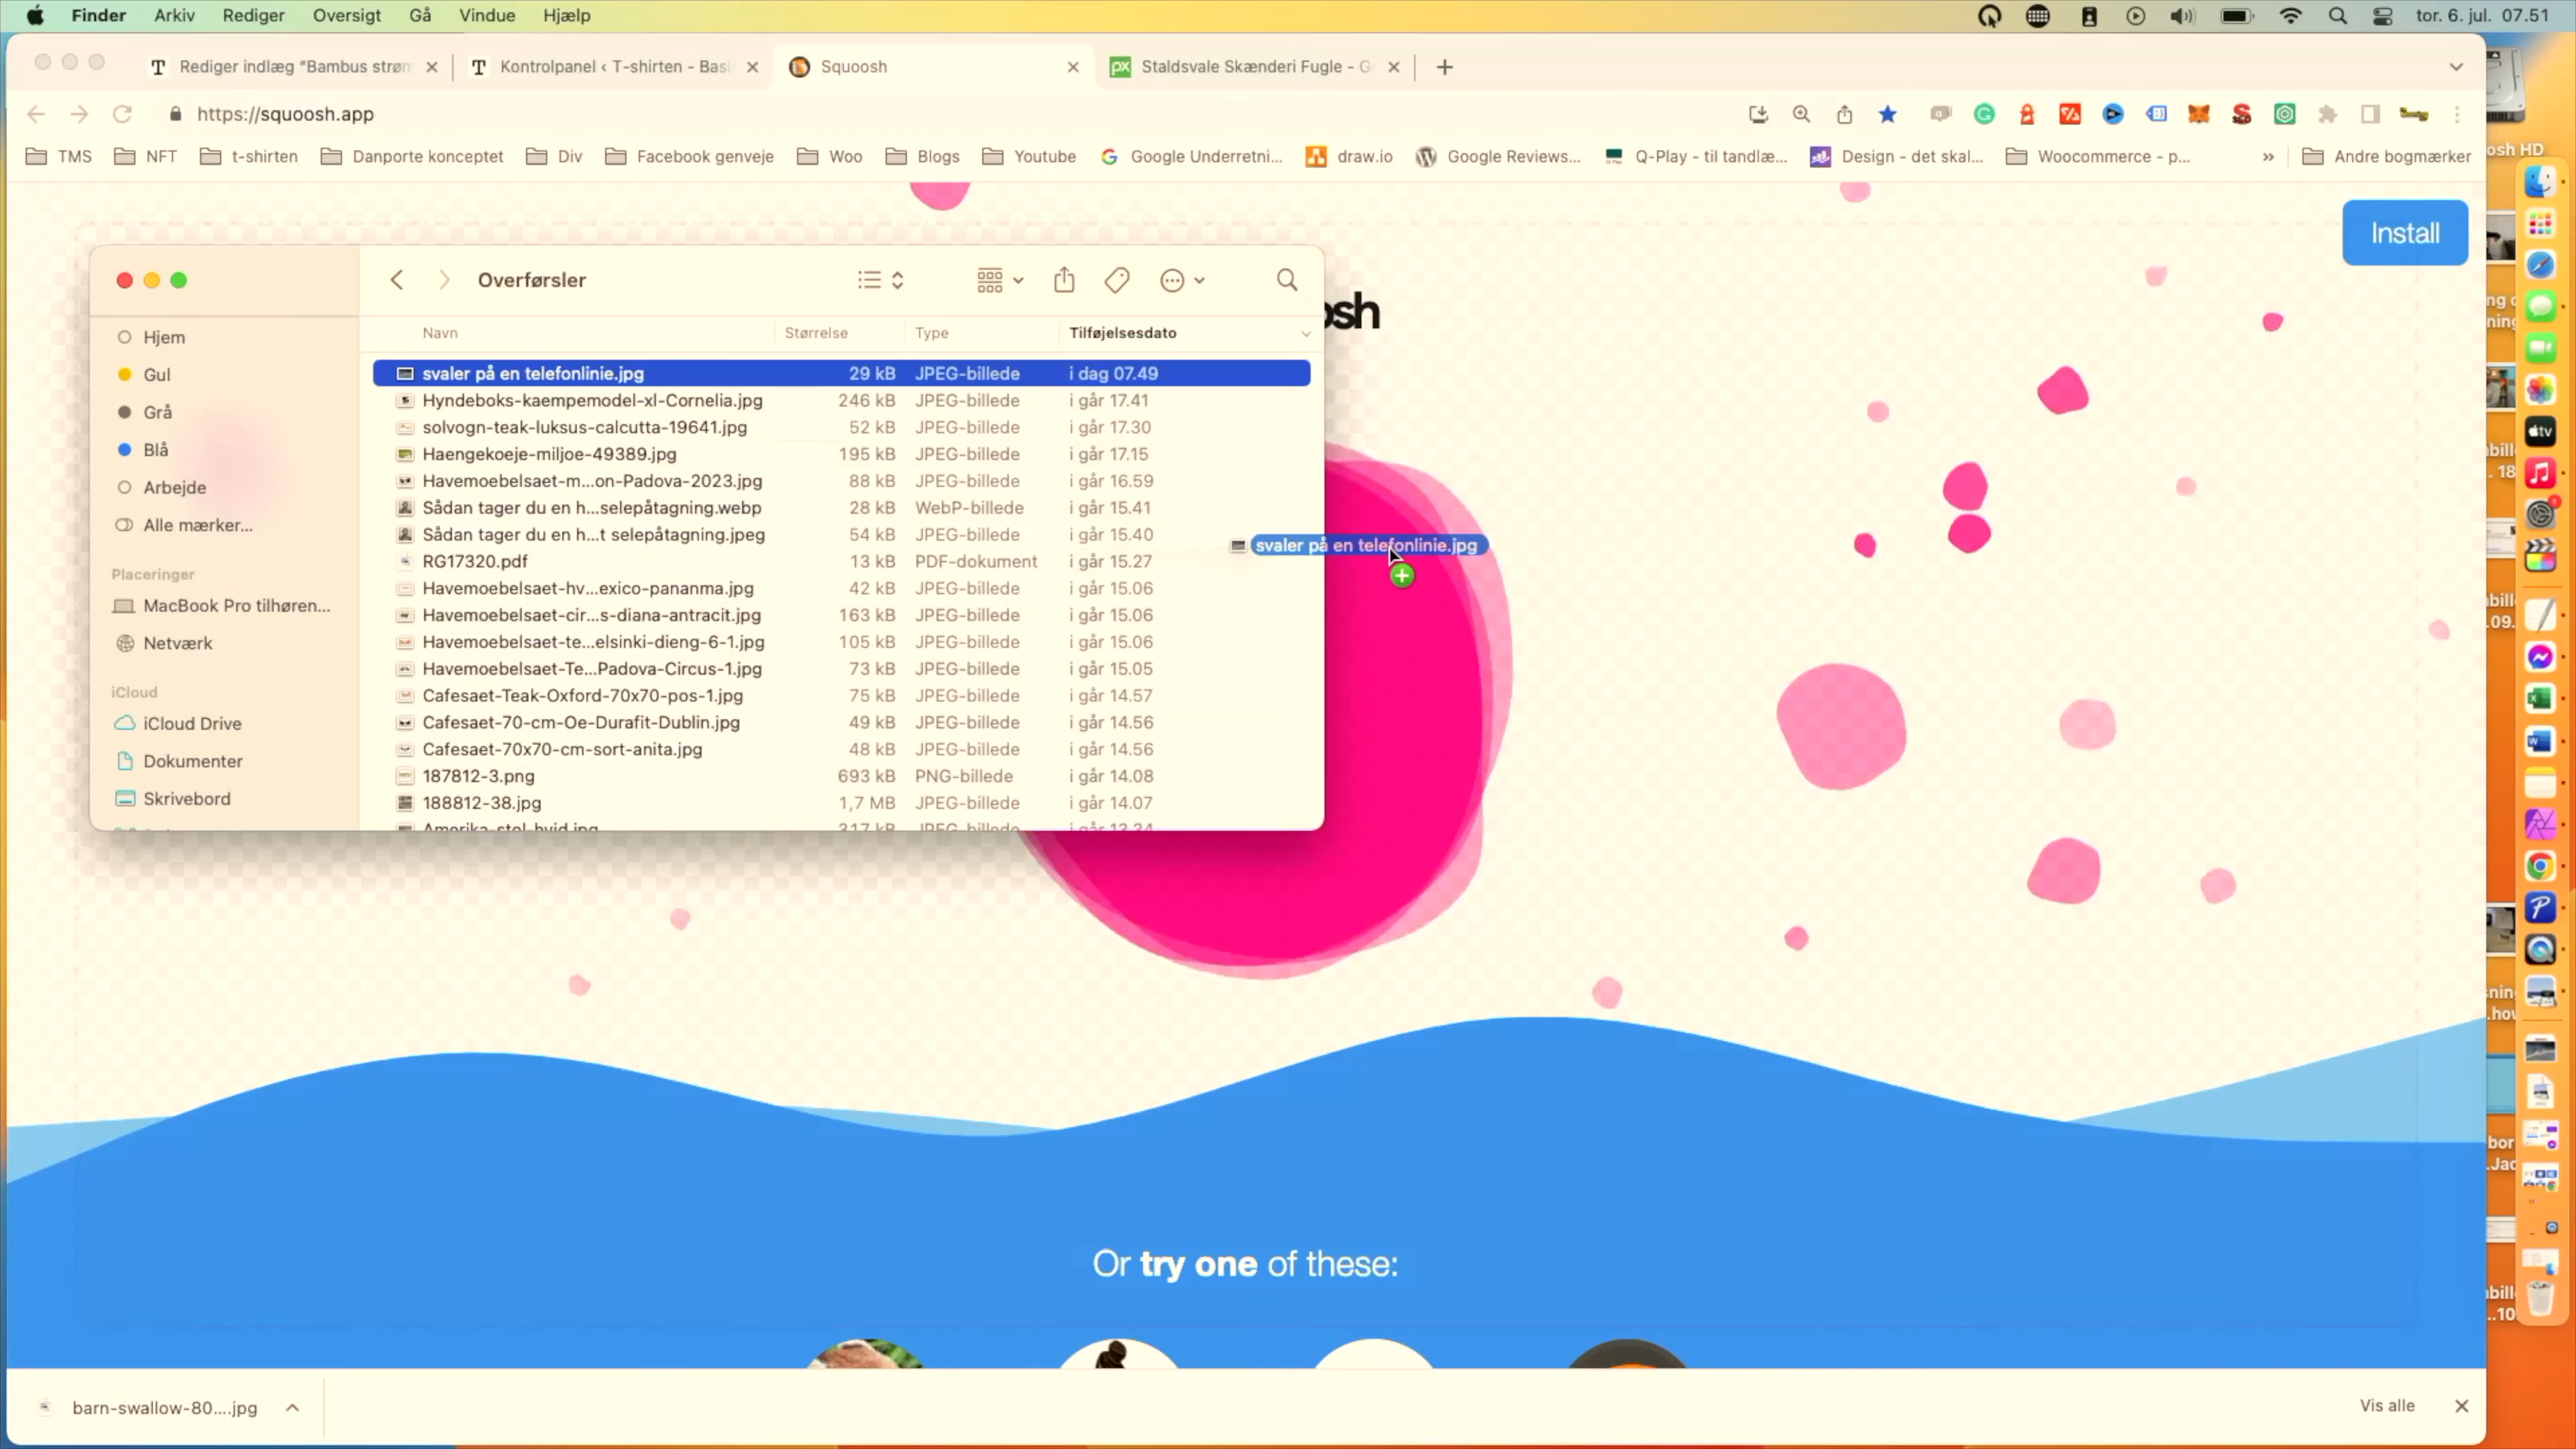 Finder Arkiv Rediger Oversigt Gå Vindue Hjælp
tor. 6. jul. 07.51
Rediger indlæg "Bambus strøm
Kontrolpanel ‹ T-shirten - Basi
Squoosh
Staldsvale Skænderi Fugle - G
https://squoosh.app
TMS
NFT
t-shirten
Danporte konceptet
Div
Facebook genveje
Woo
Blogs
Youtube
Google Underretni...
draw.io
Google Reviews...
Q-Play - til tandlæ...
Design - det skal...
Woocommerce - p...
»
Andre bogmærker
osh HD
Install
osh
Overførsler
Navn Størrelse Type Tilføjelsesdato
svaler på en telefonlinie.jpg 29 kB JPEG-billede i dag 07.49
Hyndeboks-kaempemodel-xl-Cornelia.jpg 246 kB JPEG-billede i går 17.41
solvogn-teak-luksus-calcutta-19641.jpg 52 kB JPEG-billede i går 17.30
Haengekoeje-miljoe-49389.jpg 195 kB JPEG-billede i går 17.15
Havemoebelsaet-m...on-Padova-2023.jpg 88 kB JPEG-billede i går 16.59
Sådan tager du en h...selepåtagning.webp 28 kB WebP-billede i går 15.41
Sådan tager du en h...t selepåtagning.jpeg 54 kB JPEG-billede i går 15.40
RG17320.pdf 13 kB PDF-dokument i går 15.27
Havemoebelsaet-hv...exico-pananma.jpg 42 kB JPEG-billede i går 15.06
Havemoebelsaet-cir...s-diana-antracit.jpg 163 kB JPEG-billede i går 15.06
Havemoebelsaet-te...elsinki-dieng-6-1.jpg 105 kB JPEG-billede i går 15.06
Havemoebelsaet-Te...Padova-Circus-1.jpg 73 kB JPEG-billede i går 15.05
Cafesaet-Teak-Oxford-70x70-pos-1.jpg 75 kB JPEG-billede i går 14.57
Cafesaet-70-cm-Oe-Durafit-Dublin.jpg 49 kB JPEG-billede i går 14.56
Cafesaet-70x70-cm-sort-anita.jpg 48 kB JPEG-billede i går 14.56
187812-3.png 693 kB PNG-billede i går 14.08
188812-38.jpg 1,7 MB JPEG-billede i går 14.07
Amerika-stol-hvid.jpg 317 kB JPEG-billede i går 13.34
Hjem
Gul
Grå
Blå
Arbejde
Alle mærker...
Placeringer
MacBook Pro tilhøren...
Netværk
iCloud
iCloud Drive
Dokumenter
Skrivebord
svaler på en telefonlinie.jpg
Or try one of these:
barn-swallow-80....jpg
Vis alle